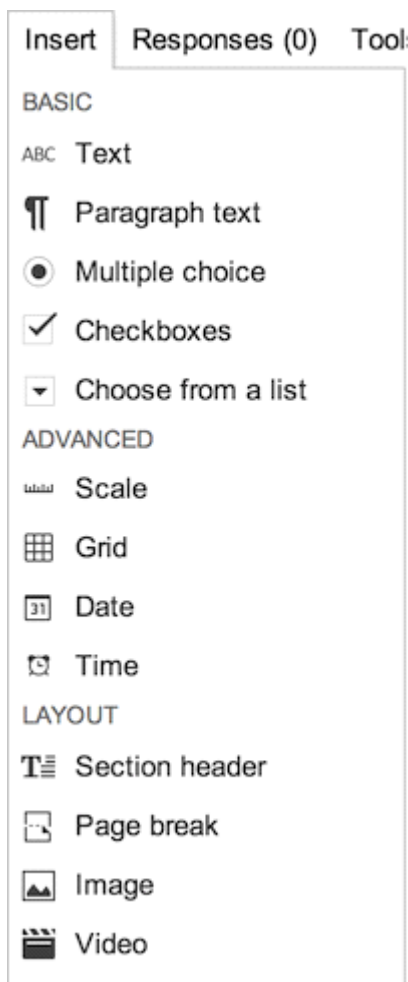 Insert Responses (0) Tools
BASIC
ABC Text
¶ Paragraph text
Multiple choice
Checkboxes
Choose from a list
ADVANCED
Scale
Grid
31 Date
Time
LAYOUT
T Section header
Page break
Image
Video